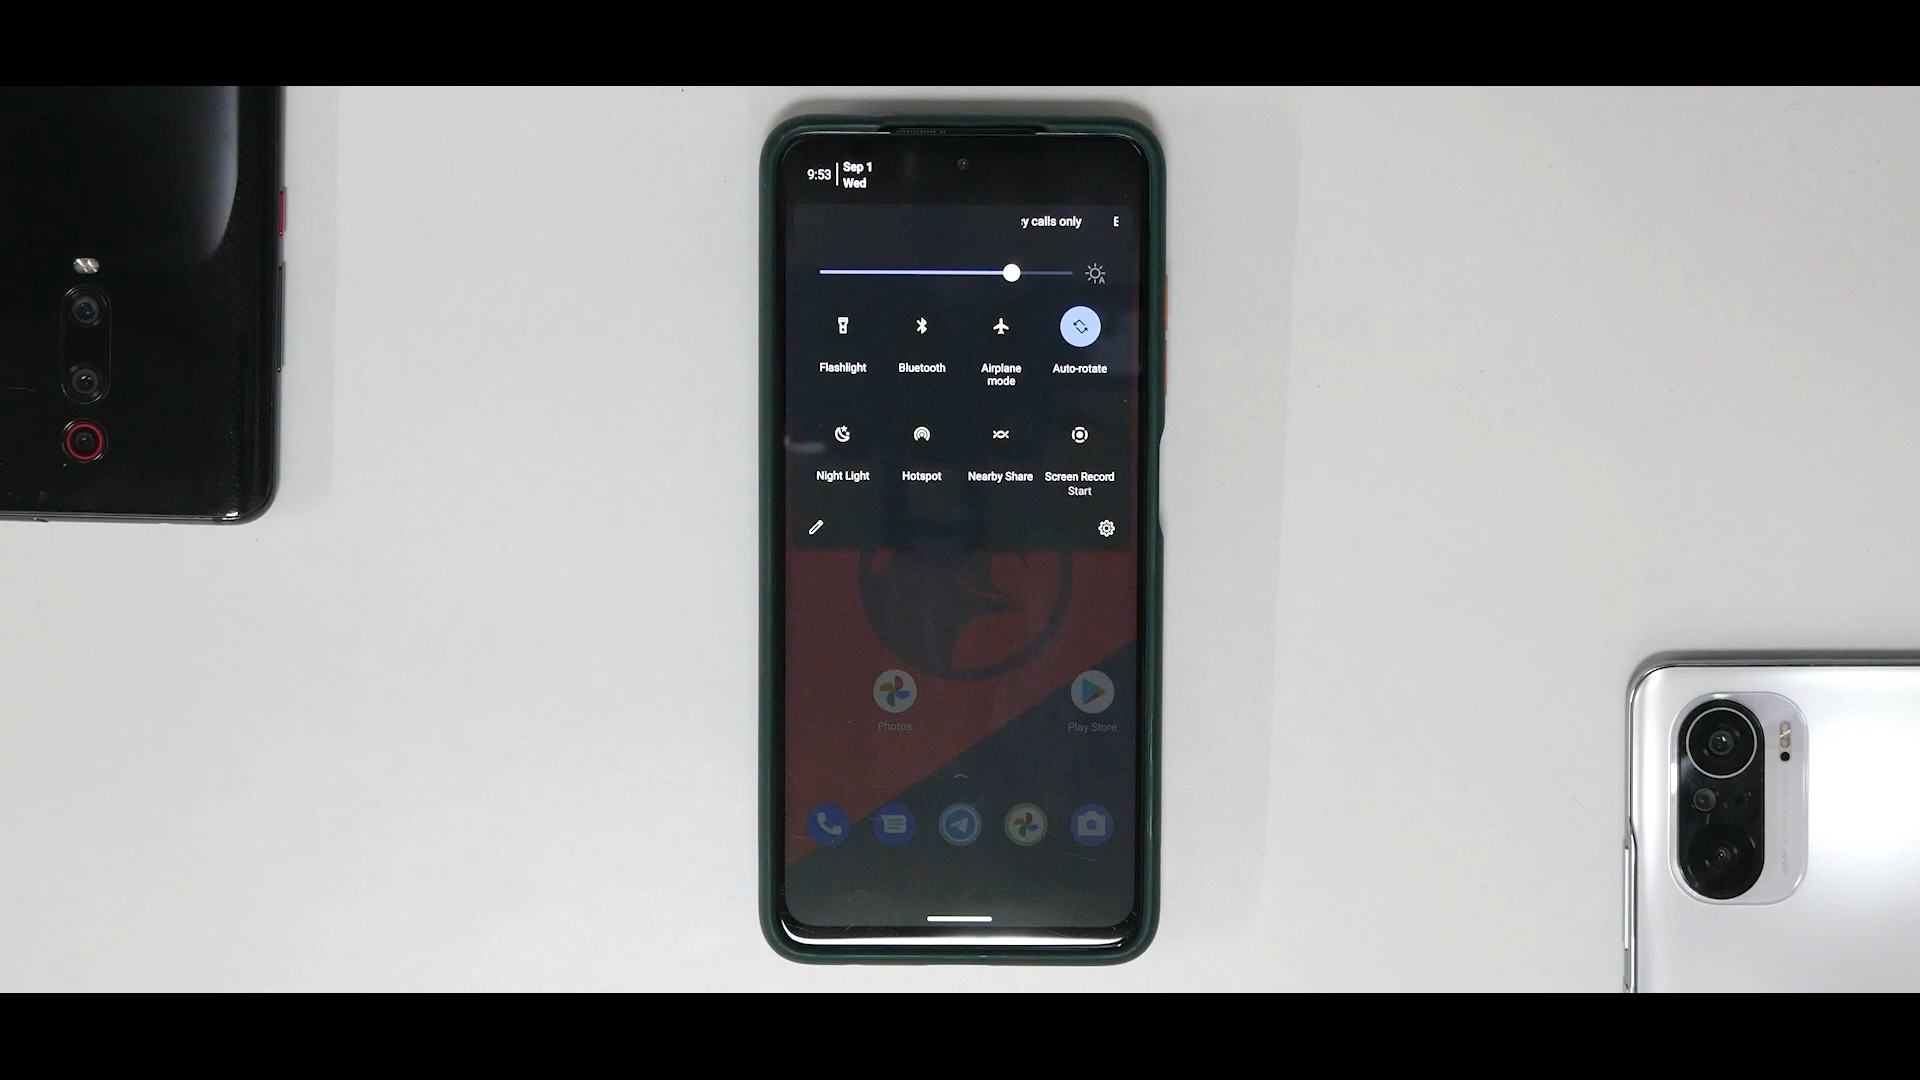 9:53
Sep 1
Wed
y calls only E
Flashlight Bluetooth Airplane mode Auto-rotate
Night Light Hotspot Nearby Share Screen Record
Start
Photos Play Store